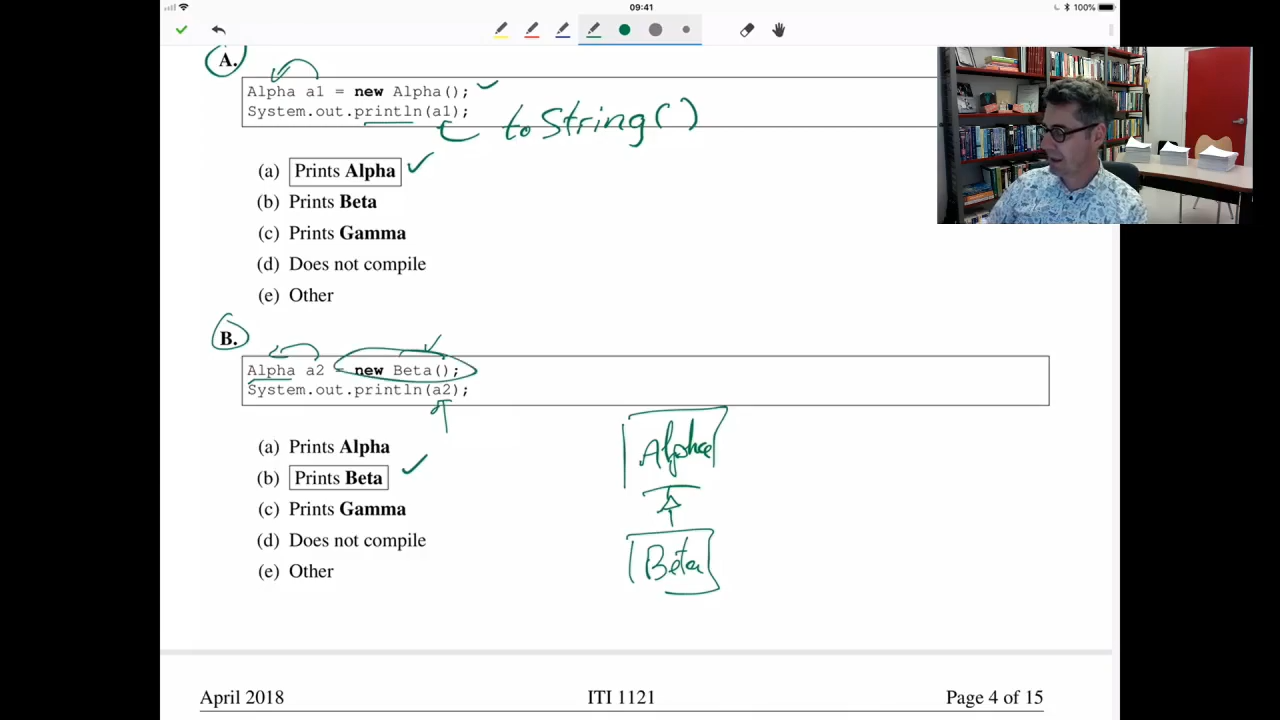 09:41
100%
A.
Alpha a1 = new Alpha();
System.out.println(a1);
toString()
(a) Prints Alpha
(b) Prints Beta
(c) Prints Gamma
(d) Does not compile
(e) Other
B.
Alpha a2 = new Beta();
System.out.println(a2);
(a) Prints Alpha
(b) Prints Beta
(c) Prints Gamma
(d) Does not compile
(e) Other
Alpha
Beta
April 2018 ITI 1121 Page 4 of 15